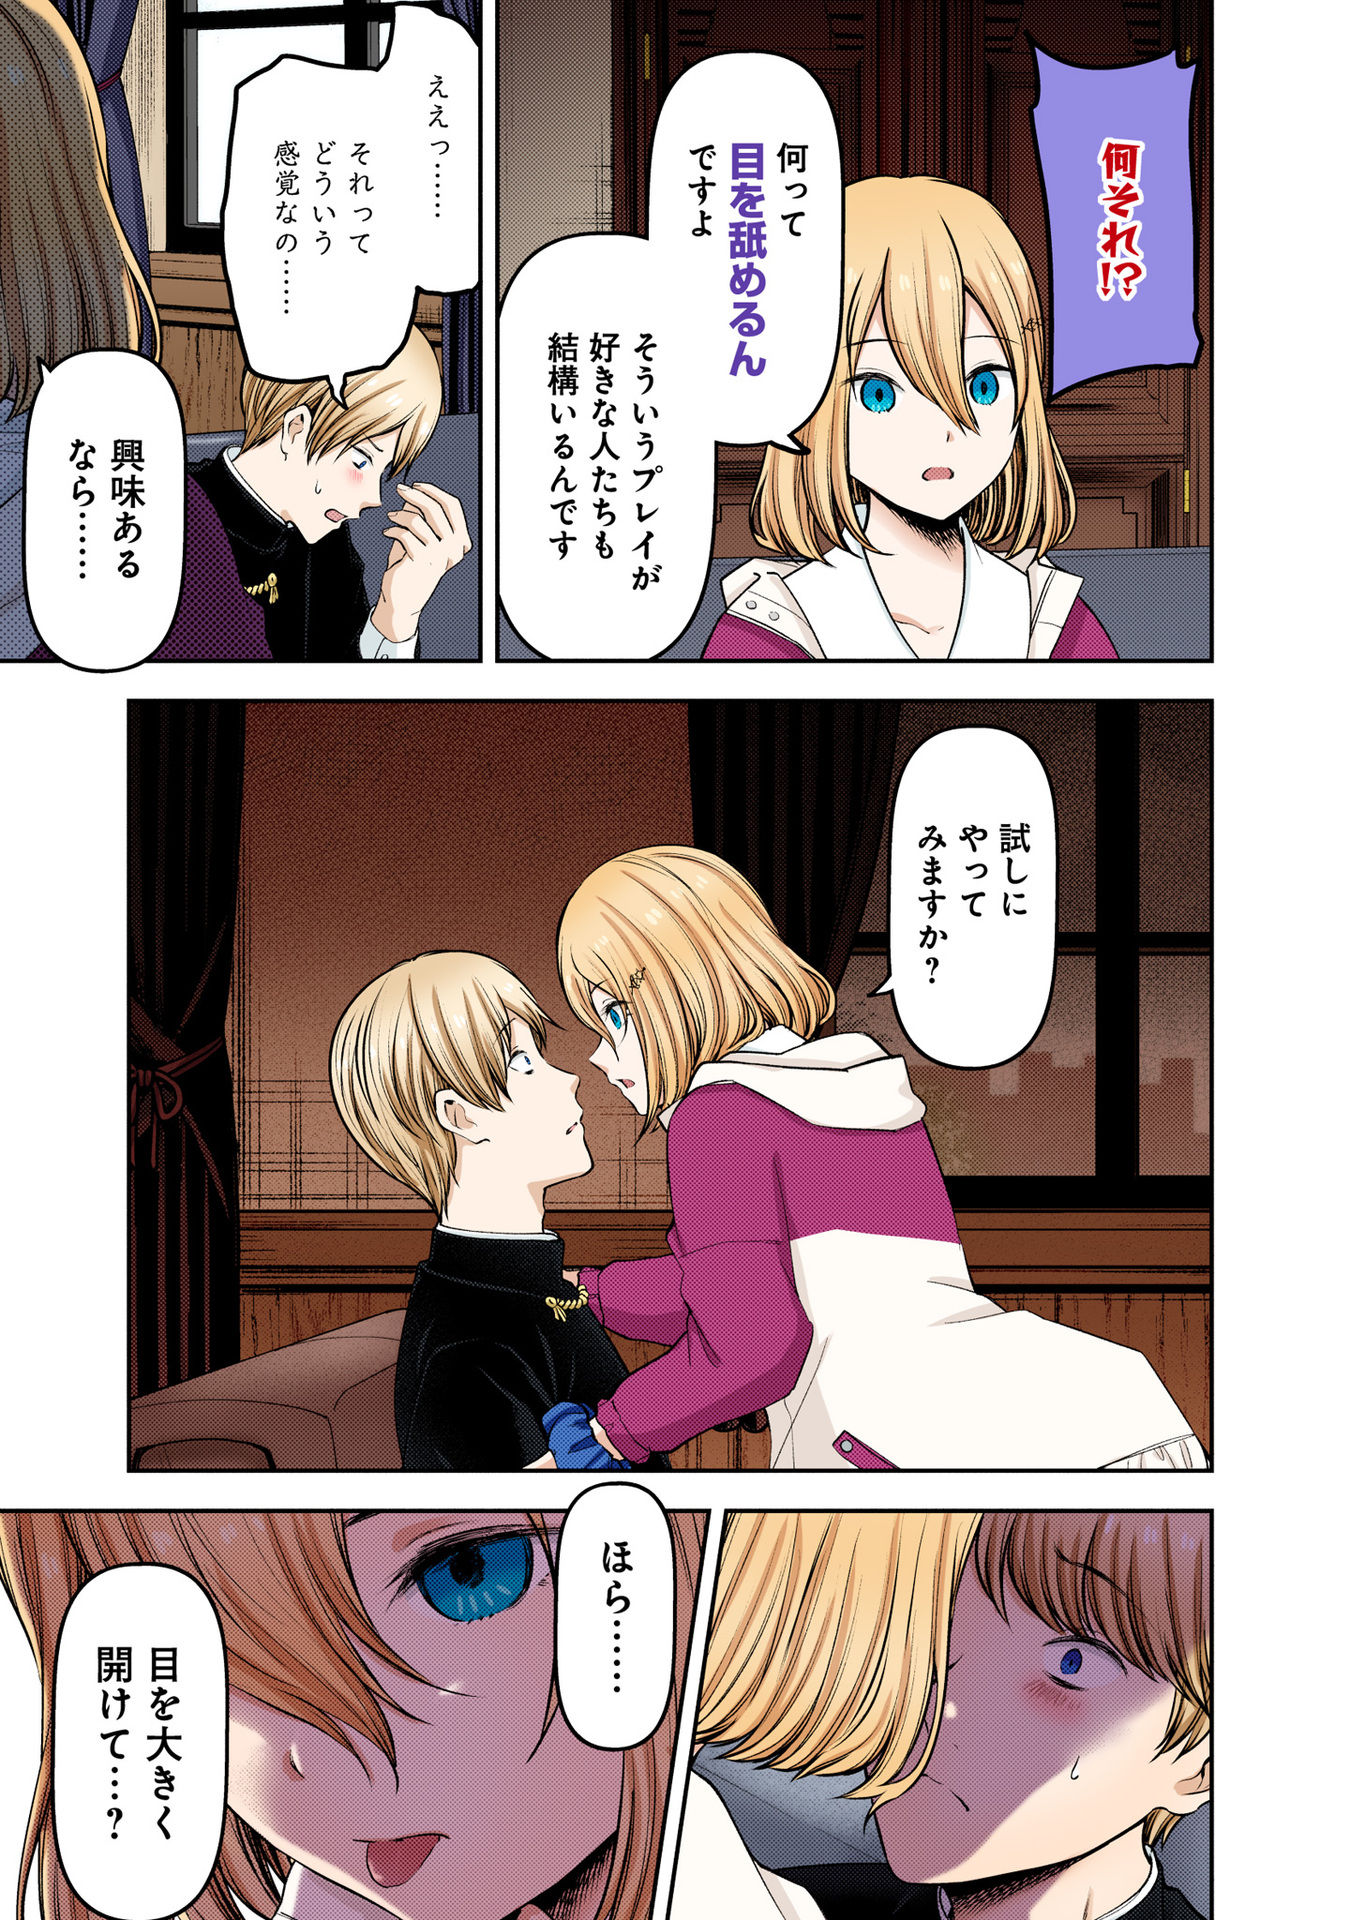 何それ!?
何って
目を舐めるん
ですよ
そういうプレイが
好きな人たちも
結構いるんです
ええっ……
それって
どういう
感覚なの……
興味ある
なら……
試しに
やって
みますか?
ほら……
目を大きく
開けて……?